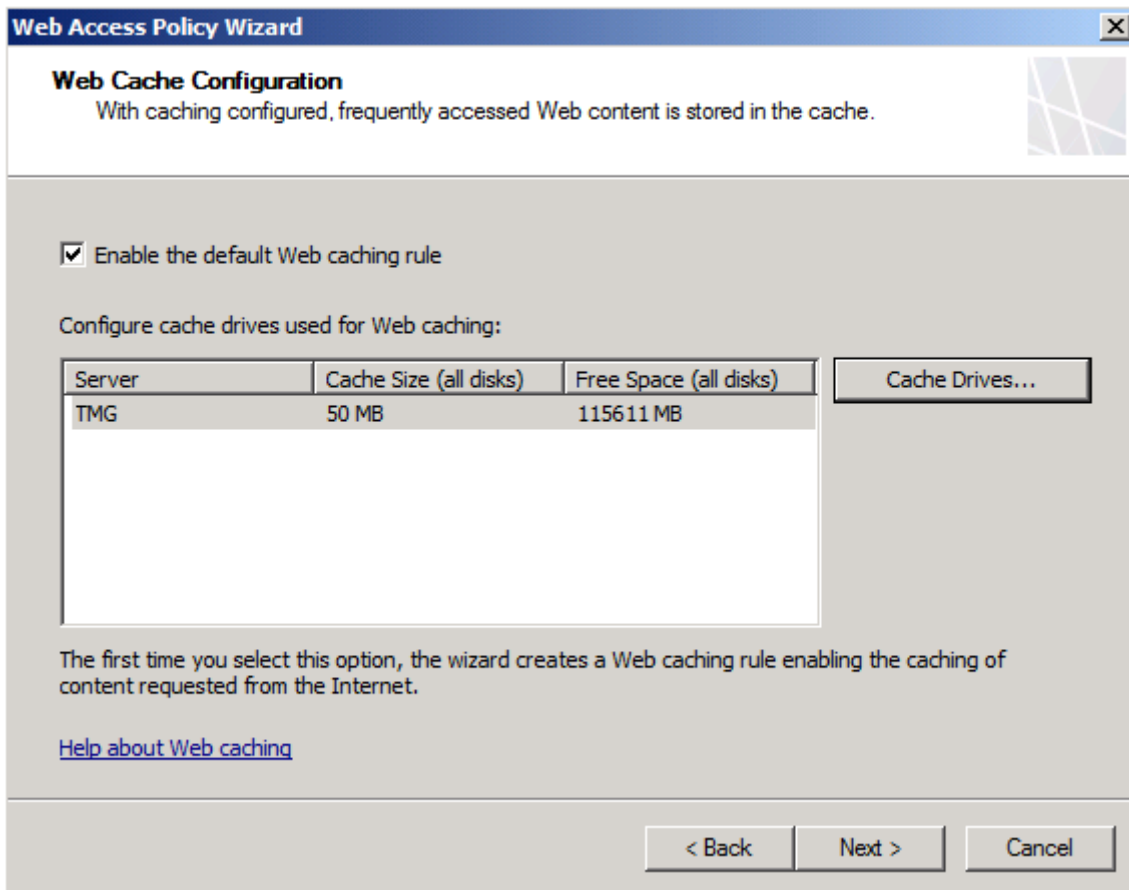 Web Access Policy Wizard
Web Cache Configuration
With caching configured, frequently accessed Web content is stored in the cache.
Enable the default Web caching rule
Configure cache drives used for Web caching:
Server Cache Size (all disks) Free Space (all disks) Cache Drives...
TMG 50 MB 115611 MB
The first time you select this option, the wizard creates a Web caching rule enabling the caching of
content requested from the Internet.
Help about Web caching
< Back Next > Cancel